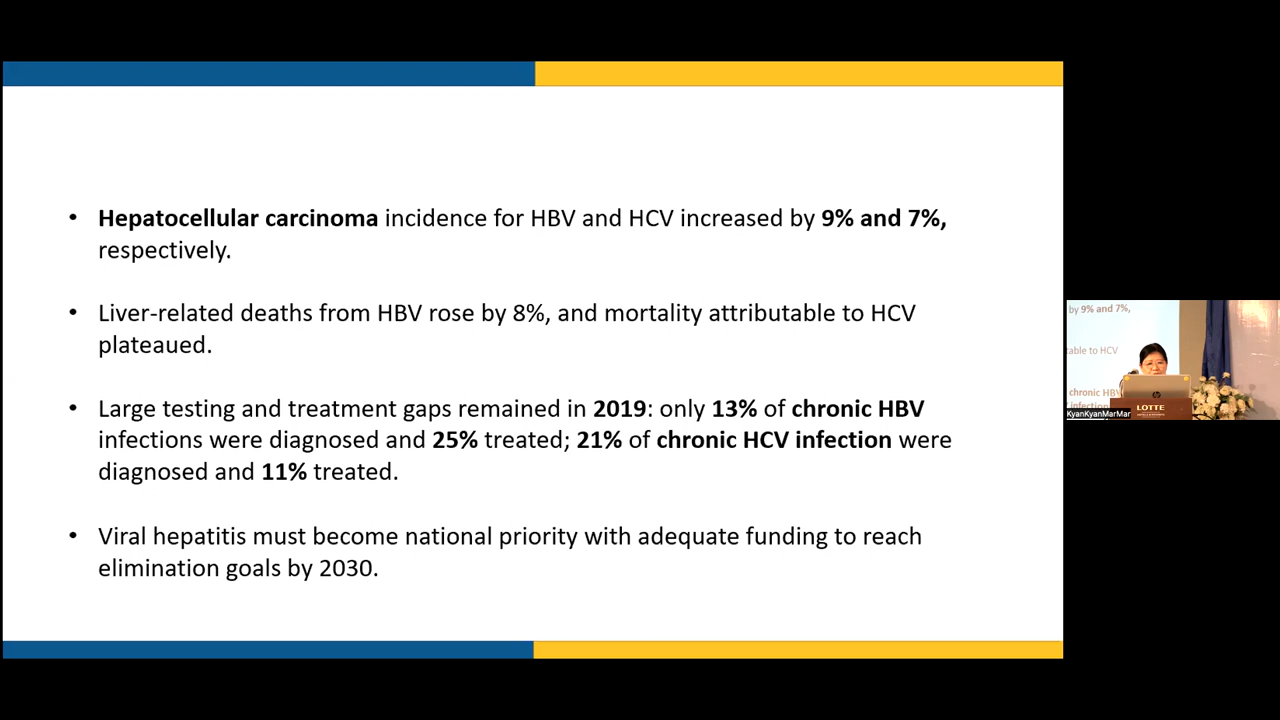 • Hepatocellular carcinoma incidence for HBV and HCV increased by 9% and 7%,
respectively.
• Liver-related deaths from HBV rose by 8%, and mortality attributable to HCV
plateaued.
• Large testing and treatment gaps remained in 2019: only 13% of chronic HBV
infections were diagnosed and 25% treated; 21% of chronic HCV infection were
diagnosed and 11% treated.
• Viral hepatitis must become national priority with adequate funding to reach
elimination goals by 2030.
by 9% and 7%,
table to HCV
chronic HBV
infection
LOTTE
KyanKyanMarMar